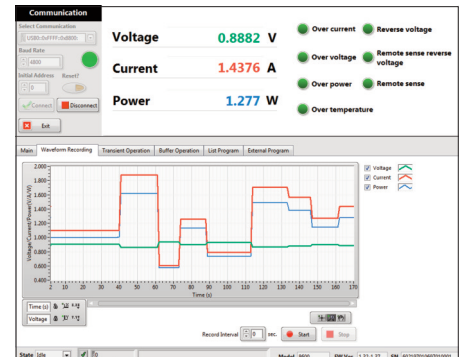 Communication
Select Communication
USB0::0xFFFF::0x8800::
Baud Rate
4800
Initial Address Reset?
0
Connect Disconnect
Exit
Voltage 0.8882 V
Current 1.4376 A
Power 1.277 W
Over current Reverse voltage
Over voltage Remote sense reverse voltage
Over power Remote sense
Over temperature
Main Waveform Recording Transient Operation Buffer Operation List Program External Program
Voltage/Current/Power(V/A/W)
2.000
1.800
1.600
1.400
1.200
1.000
0.800
0.600
0.400
2 10 20 30 40 50 60 70 80 90 100 110 120 130 140 150 160 170
Time (s)
Voltage
Current
Power
Time (s)
Voltage
Record Interval 0 sec. Start Stop
State Idle Model 8600 SN